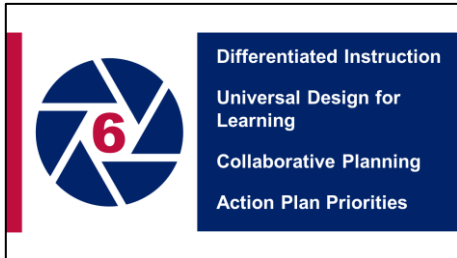 6
Differentiated Instruction
Universal Design for
Learning
Collaborative Planning
Action Plan Priorities